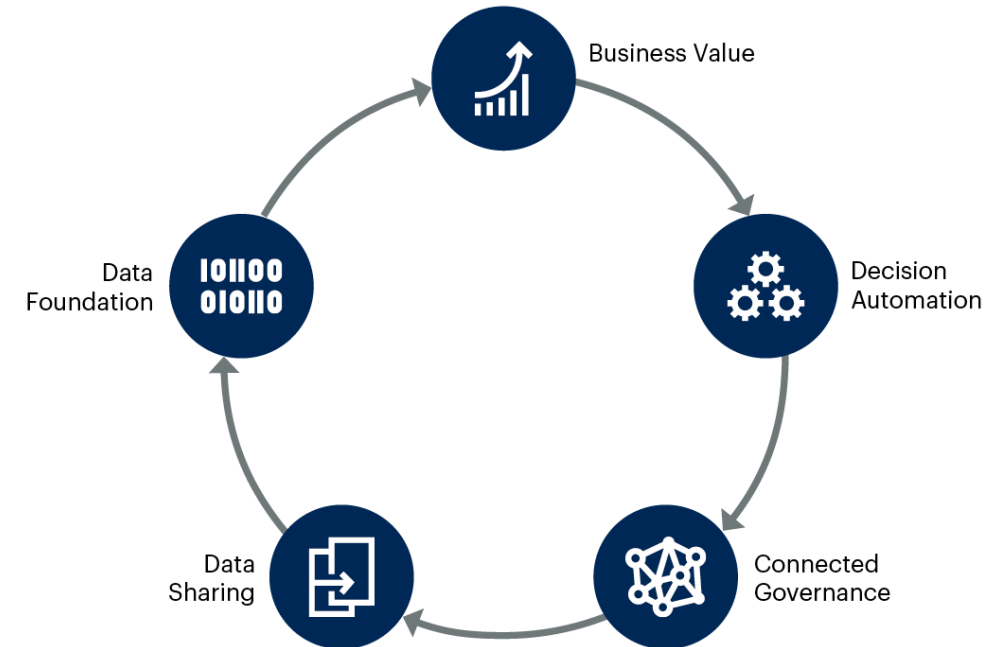 Business Value
Decision
Automation
Connected
Governance
Data
Sharing
Data
Foundation
101100
010110